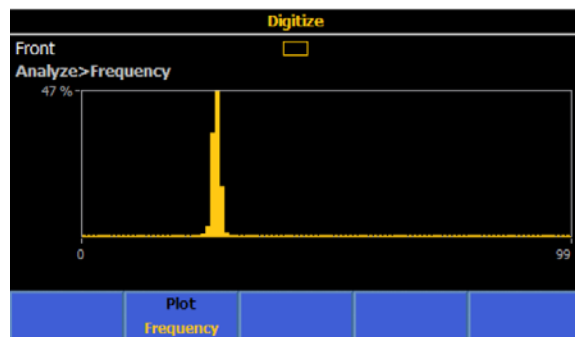 Digitize
Front
Analyze>Frequency
47 %
0 99
Plot
Frequency